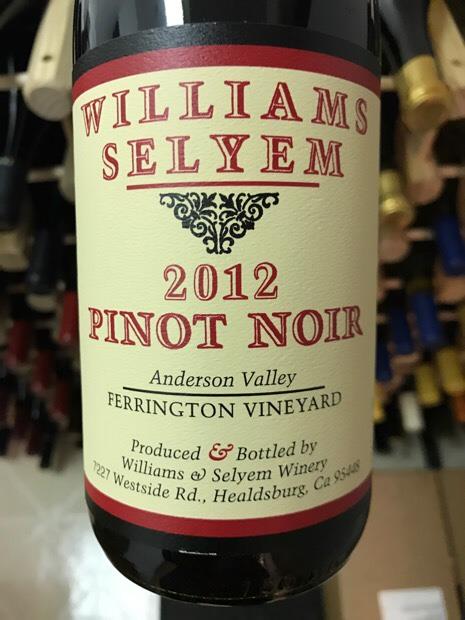 WILLIAMS
SELYEM
2012
PINOT NOIR
Anderson Valley
FERRINGTON VINEYARD
Produced & Bottled by
Williams & Selyem Winery
7227 Westside Rd., Healdsburg, Ca 95448